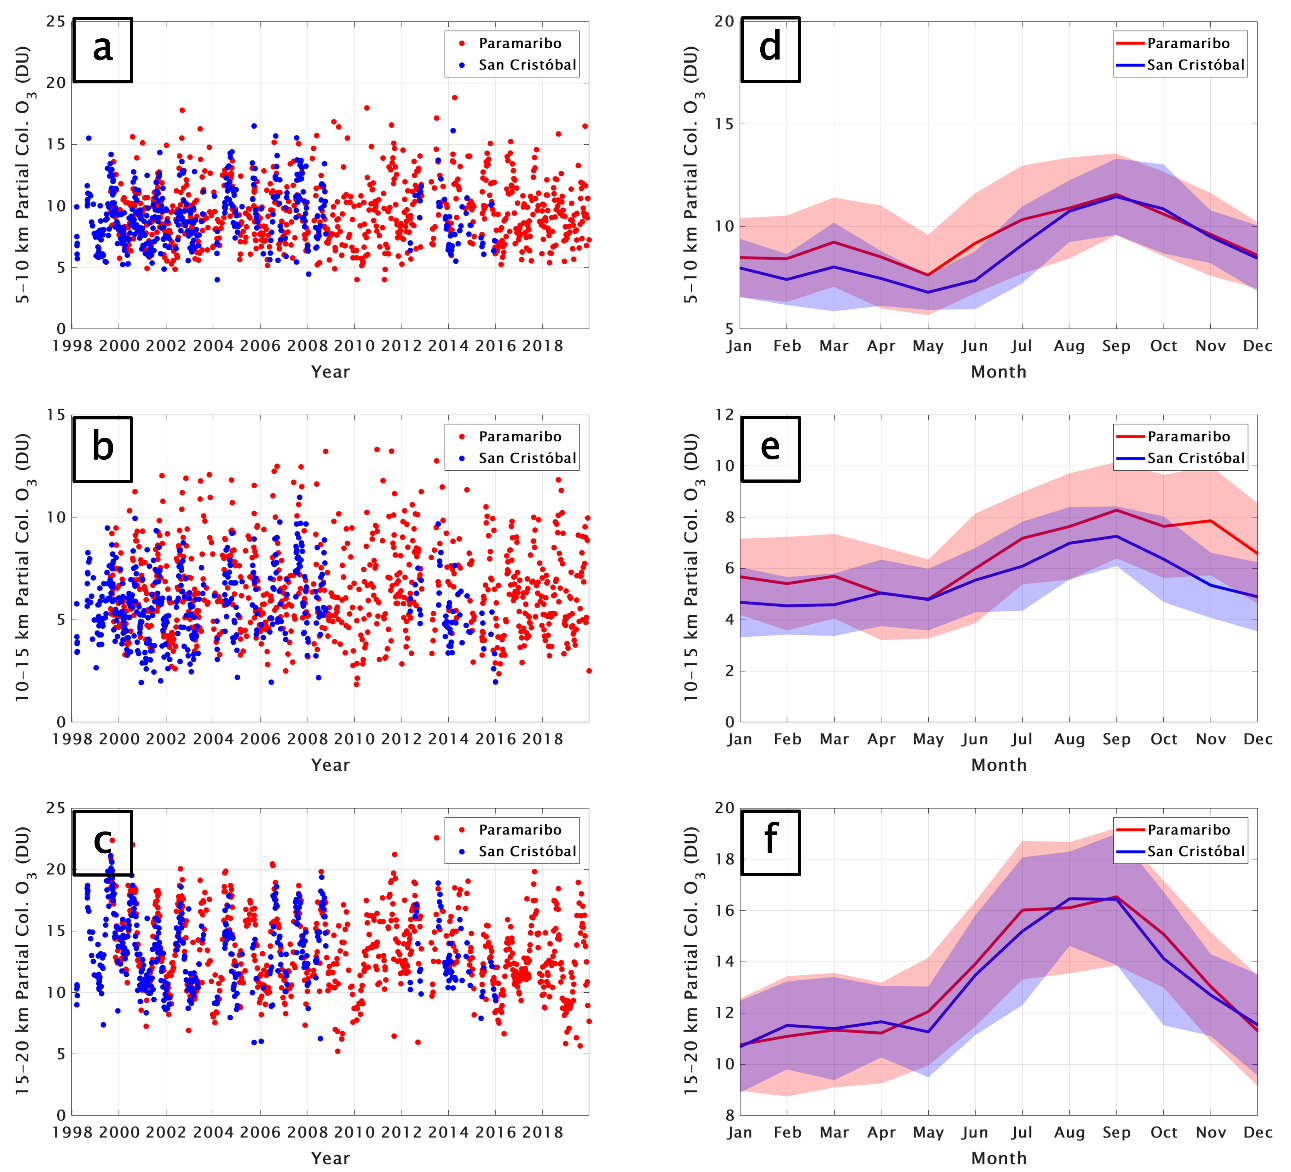 a
25
20
15
10
5
0
5−10 km Partial Col. O3 (DU)
Paramaribo
San Cristóbal
1998 2000 2002 2004 2006 2008 2010 2012 2014 2016 2018
Year
d
20
15
10
5
5−10 km Partial Col. O3 (DU)
Paramaribo
San Cristóbal
Jan Feb Mar Apr May Jun Jul Aug Sep Oct Nov Dec
Month
b
15
10
5
0
10−15 km Partial Col. O3 (DU)
Paramaribo
San Cristóbal
1998 2000 2002 2004 2006 2008 2010 2012 2014 2016 2018
Year
e
12
10
8
6
4
2
0
10−15 km Partial Col. O3 (DU)
Paramaribo
San Cristóbal
Jan Feb Mar Apr May Jun Jul Aug Sep Oct Nov Dec
Month
c
25
20
15
10
5
0
15−20 km Partial Col. O3 (DU)
Paramaribo
San Cristóbal
1998 2000 2002 2004 2006 2008 2010 2012 2014 2016 2018
Year
f
20
18
16
14
12
10
8
15−20 km Partial Col. O3 (DU)
Paramaribo
San Cristóbal
Jan Feb Mar Apr May Jun Jul Aug Sep Oct Nov Dec
Month